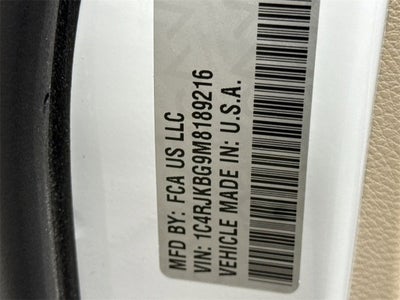 MFD BY: FCA US LLC
VIN: 1C4RJKBG9M8189216
VEHICLE MADE IN: U.S.A.